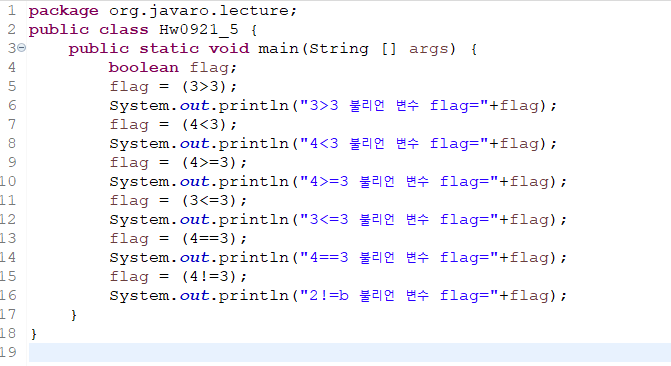 1 package org.javaro.lecture;
2 public class Hw0921_5 {
3 public static void main(String [] args) {
4 boolean flag;
5 flag = (3>3);
6 System.out.println("3>3 불리언 변수 flag="+flag);
7 flag = (4<3);
8 System.out.println("4<3 불리언 변수 flag="+flag);
9 flag = (4>=3);
10 System.out.println("4>=3 불리언 변수 flag="+flag);
11 flag = (3<=3);
12 System.out.println("3<=3 불리언 변수 flag="+flag);
13 flag = (4==3);
14 System.out.println("4==3 불리언 변수 flag="+flag);
15 flag = (4!=3);
16 System.out.println("2!=b 불리언 변수 flag="+flag);
17 }
18 }
19